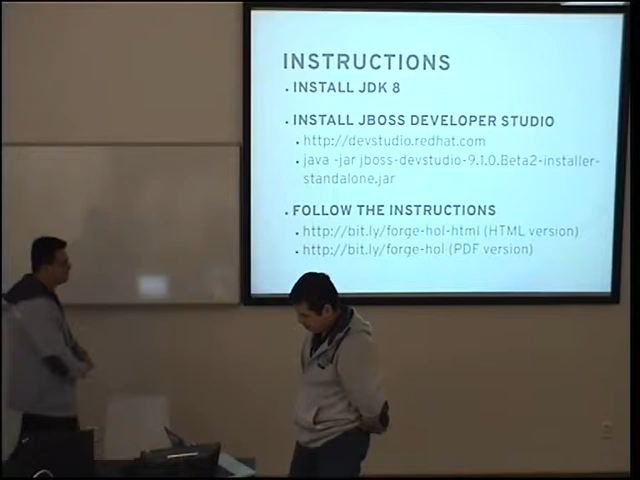 INSTRUCTIONS
• INSTALL JDK 8
• INSTALL JBOSS DEVELOPER STUDIO
• http://devstudio.redhat.com
• java -jar jboss-devstudio-9.1.0.Beta2-installer-
standalone.jar
• FOLLOW THE INSTRUCTIONS
• http://bit.ly/forge-hol-html (HTML version)
• http://bit.ly/forge-hol (PDF version)